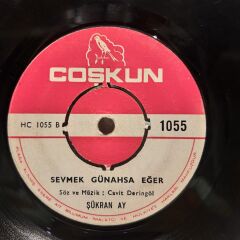 COŞKUN
HC 1055 B
1055
SEVMEK GÜNAHSA EĞER
Söz ve Müzik : Cavit Deringöl
ŞÜKRAN AY